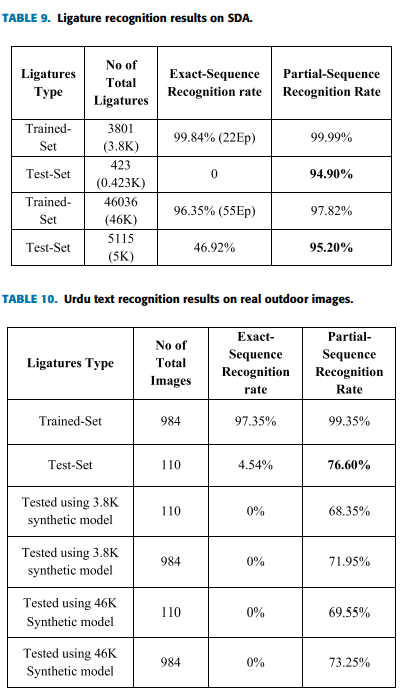 TABLE 9. Ligature recognition results on SDA.
Ligatures Type No of Total Ligatures Exact-Sequence Recognition rate Partial-Sequence Recognition Rate
Trained-Set 3801 (3.8K) 99.84% (22Ep) 99.99%
Test-Set 423 (0.423K) 0 94.90%
Trained-Set 46036 (46K) 96.35% (55Ep) 97.82%
Test-Set 5115 (5K) 46.92% 95.20%
TABLE 10. Urdu text recognition results on real outdoor images.
Ligatures Type No of Total Images Exact-Sequence Recognition rate Partial-Sequence Recognition Rate
Trained-Set 984 97.35% 99.35%
Test-Set 110 4.54% 76.60%
Tested using 3.8K synthetic model 110 0% 68.35%
Tested using 3.8K synthetic model 984 0% 71.95%
Tested using 46K Synthetic model 110 0% 69.55%
Tested using 46K Synthetic model 984 0% 73.25%